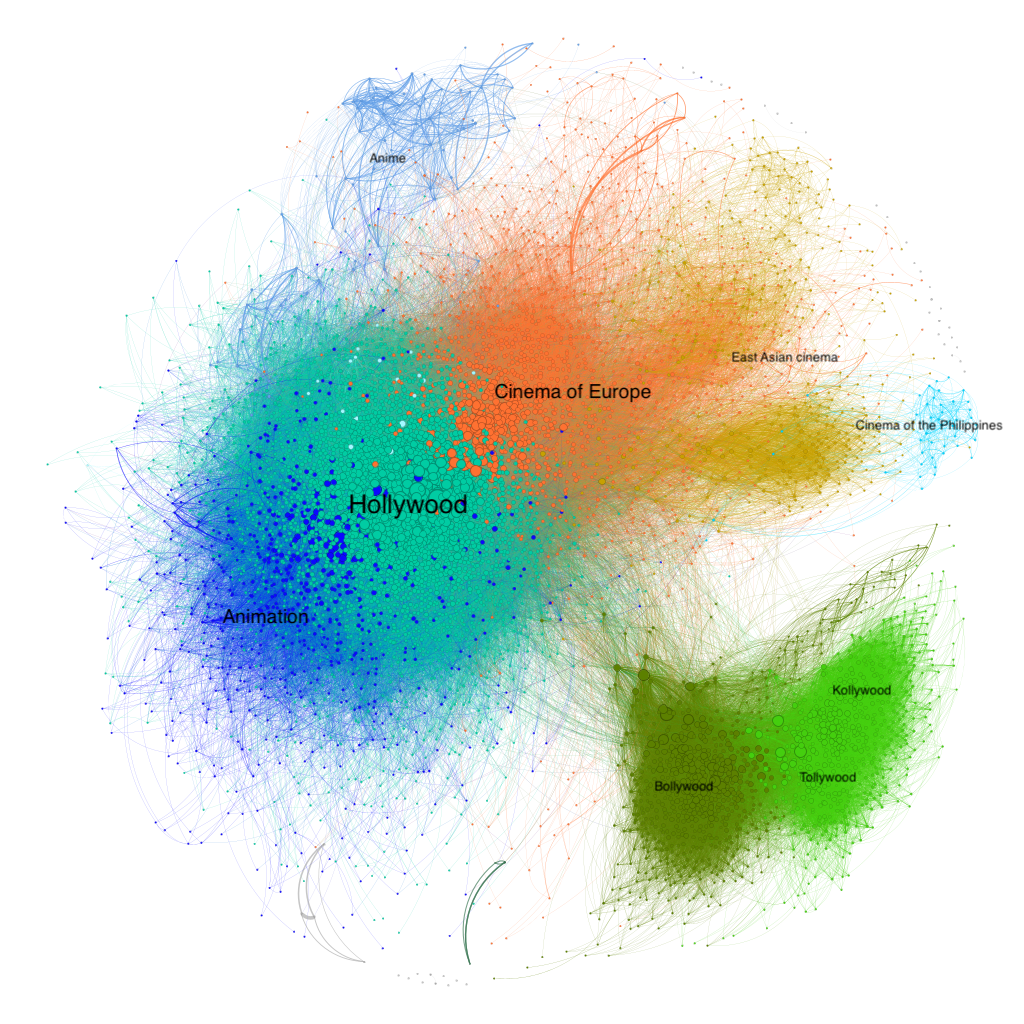 Anime
East Asian cinema
Cinema of Europe
Cinema of the Philippines
Hollywood
Animation
Kollywood
Tollywood
Bollywood